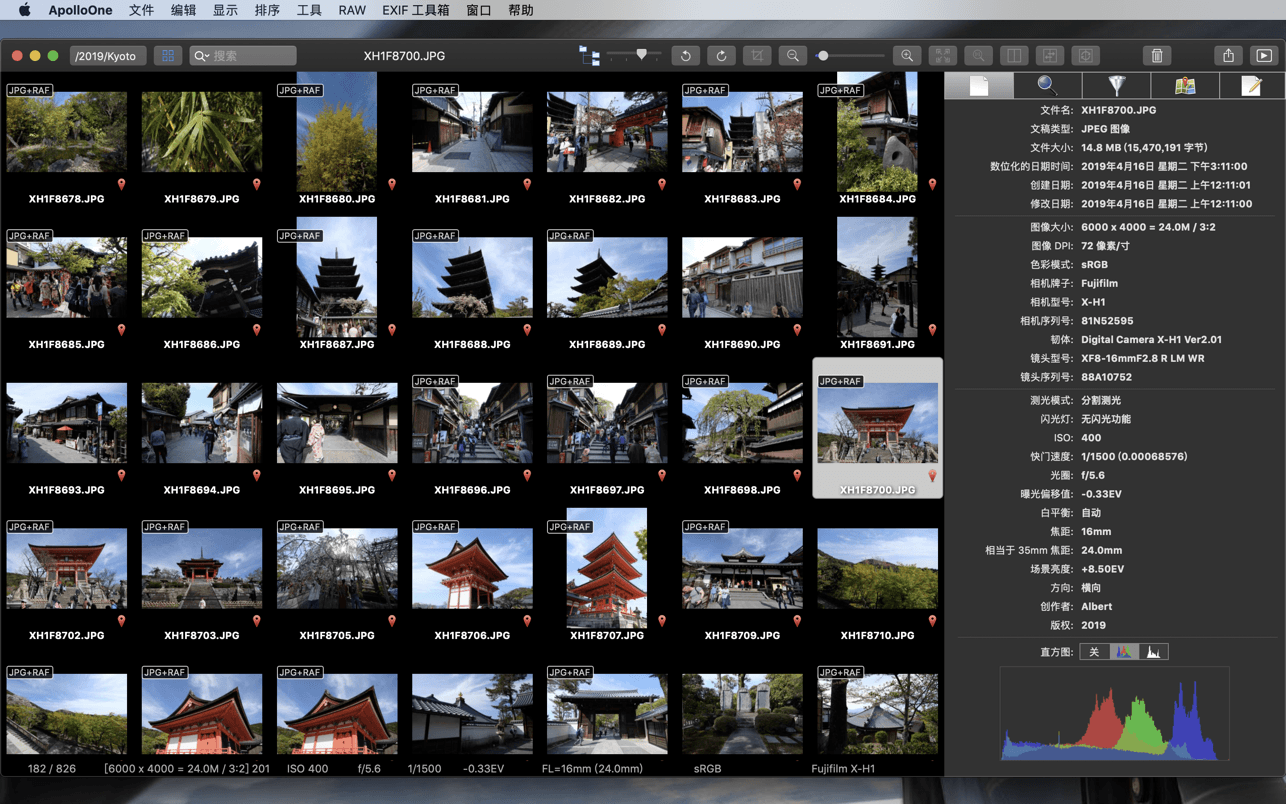 ApolloOne 文件 编辑 显示 排序 工具 RAW EXIF 工具箱 窗口 帮助
/2019/Kyoto 搜索 XH1F8700.JPG
JPG+RAF JPG+RAF JPG+RAF JPG+RAF JPG+RAF
XH1F8678.JPG XH1F8679.JPG XH1F8680.JPG XH1F8681.JPG XH1F8682.JPG XH1F8683.JPG XH1F8684.JPG
JPG+RAF JPG+RAF JPG+RAF JPG+RAF JPG+RAF
XH1F8685.JPG XH1F8686.JPG XH1F8687.JPG XH1F8688.JPG XH1F8689.JPG XH1F8690.JPG XH1F8691.JPG
JPG+RAF JPG+RAF JPG+RAF JPG+RAF
XH1F8693.JPG XH1F8694.JPG XH1F8695.JPG XH1F8696.JPG XH1F8697.JPG XH1F8698.JPG XH1F8700.JPG
JPG+RAF JPG+RAF JPG+RAF JPG+RAF JPG+RAF JPG+RAF
XH1F8702.JPG XH1F8703.JPG XH1F8705.JPG XH1F8706.JPG XH1F8707.JPG XH1F8709.JPG XH1F8710.JPG
JPG+RAF JPG+RAF JPG+RAF JPG+RAF JPG+RAF
182 / 826 [6000 x 4000 = 24.0M / 3:2] 201 ISO 400 f/5.6 1/1500 -0.33EV FL=16mm (24.0mm) sRGB Fujifilm X-H1
文件名: XH1F8700.JPG
文稿类型: JPEG 图像
文件大小: 14.8 MB (15,470,191 字节)
数位化的日期时间: 2019年4月16日 星期二 下午3:11:00
创建日期: 2019年4月16日 星期二 上午12:11:01
修改日期: 2019年4月16日 星期二 上午12:11:00
图像大小: 6000 x 4000 = 24.0M / 3:2
图像 DPI: 72 像素/寸
色彩模式: sRGB
相机牌子: Fujifilm
相机型号: X-H1
相机序列号: 81N52595
韧体: Digital Camera X-H1 Ver2.01
镜头型号: XF8-16mmF2.8 R LM WR
镜头序列号: 88A10752
测光模式: 分割测光
闪光灯: 无闪光功能
ISO: 400
快门速度: 1/1500 (0.00068576)
光圈: f/5.6
曝光偏移值: -0.33EV
白平衡: 自动
焦距: 16mm
相当于 35mm 焦距: 24.0mm
场景亮度: +8.50EV
方向: 横向
创作者: Albert
版权: 2019
直方图: 关